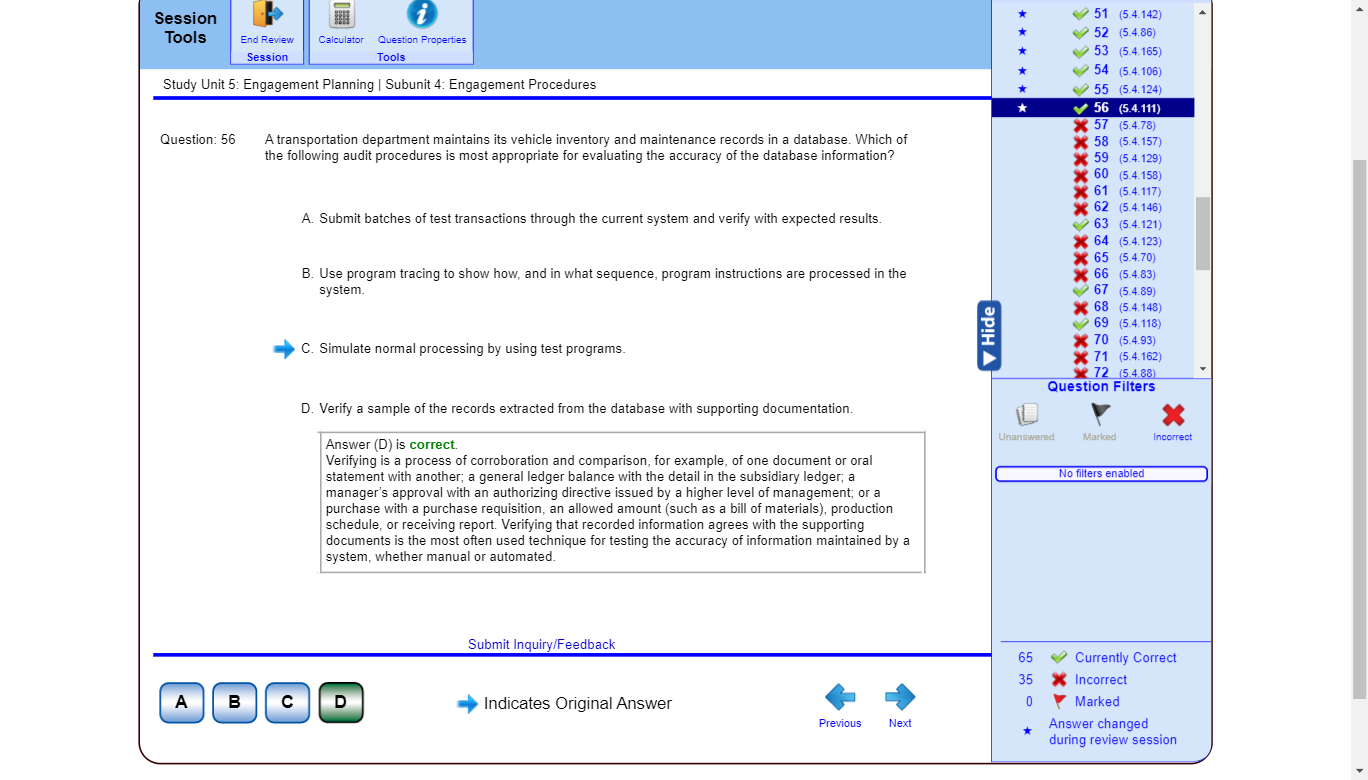 Session
Tools
End Review
Session
Calculator
Question Properties
Tools
Study Unit 5: Engagement Planning | Subunit 4: Engagement Procedures
Question: 56
A transportation department maintains its vehicle inventory and maintenance records in a database. Which of
the following audit procedures is most appropriate for evaluating the accuracy of the database information?
A. Submit batches of test transactions through the current system and verify with expected results.
B. Use program tracing to show how, and in what sequence, program instructions are processed in the
system.
C. Simulate normal processing by using test programs.
D. Verify a sample of the records extracted from the database with supporting documentation.
Answer (D) is correct.
Verifying is a process of corroboration and comparison, for example, of one document or oral
statement with another; a general ledger balance with the detail in the subsidiary ledger; a
manager's approval with an authorizing directive issued by a higher level of management; or a
purchase with a purchase requisition, an allowed amount (such as a bill of materials), production
schedule, or receiving report. Verifying that recorded information agrees with the supporting
documents is the most often used technique for testing the accuracy of information maintained by a
system, whether manual or automated.
Submit Inquiry/Feedback
A
B
C
D
Indicates Original Answer
Previous
Next
Hide
51 (5.4.142)
52 (5.4.86)
53 (5.4.165)
54 (5.4.106)
55 (5.4.124)
56 (5.4.111)
57 (5.4.78)
58 (5.4.157)
59 (5.4.129)
60 (5.4.158)
61 (5.4.117)
62 (5.4.146)
63 (5.4.121)
64 (5.4.123)
65 (5.4.70)
66 (5.4.83)
67 (5.4.89)
68 (5.4.148)
69 (5.4.118)
70 (5.4.93)
71 (5.4.162)
72 (5.4.88)
Question Filters
Unanswered
Marked
Incorrect
No filters enabled
65 Currently Correct
35 Incorrect
0 Marked
Answer changed
during review session